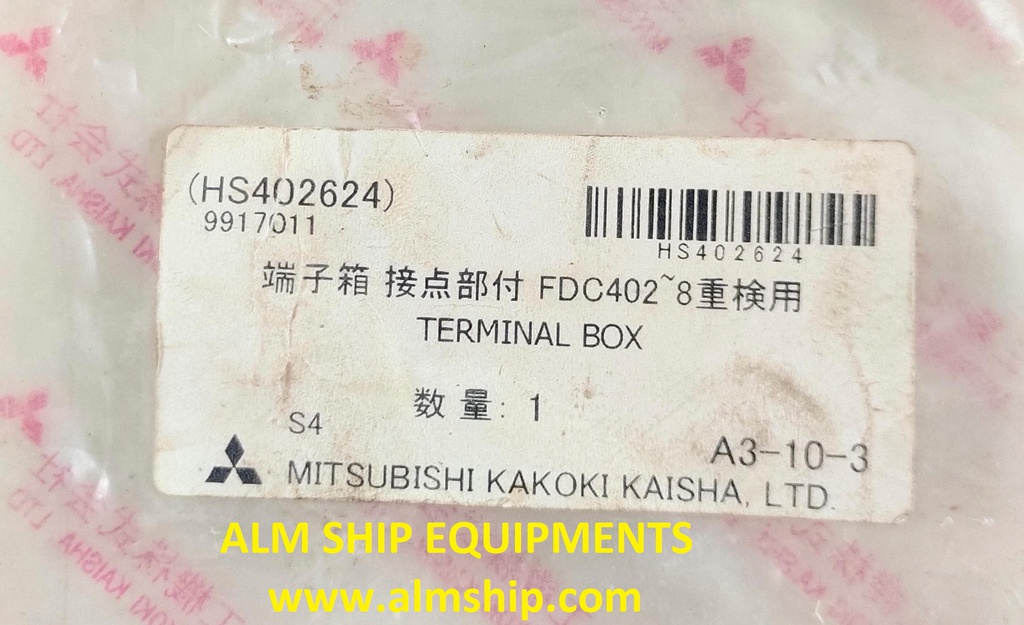 (HS402624)
9917011
HS402624
端子箱 接点部付 FDC402~8重検用
TERMINAL BOX
数量: 1
S4
A3-10-3
MITSUBISHI KAKOKI KAISHA, LTD.
ALM SHIP EQUIPMENTS
www.almship.com